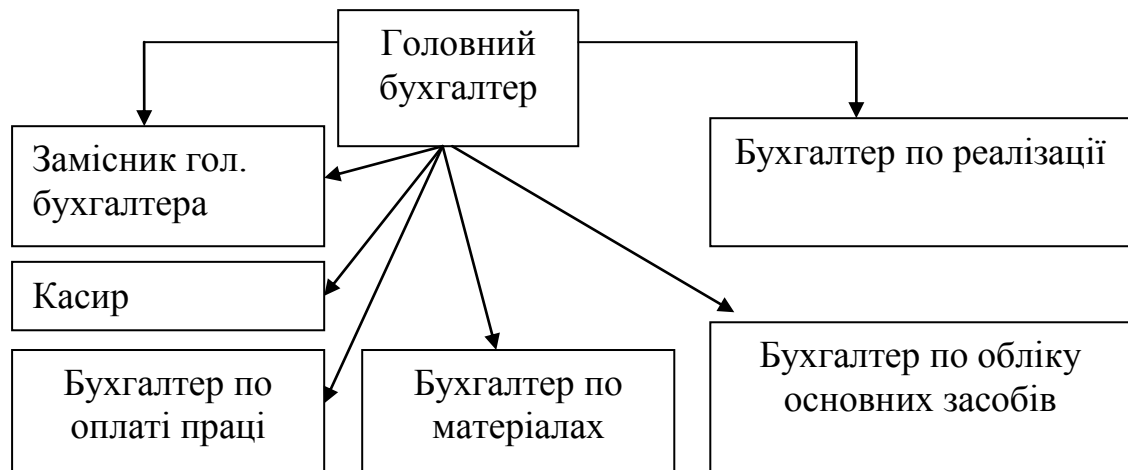 Головний
бухгалтер
Замісник гол.
бухгалтера
Бухгалтер по реалізації
Касир
Бухгалтер по
оплаті праці
Бухгалтер по
матеріалах
Бухгалтер по обліку
основних засобів